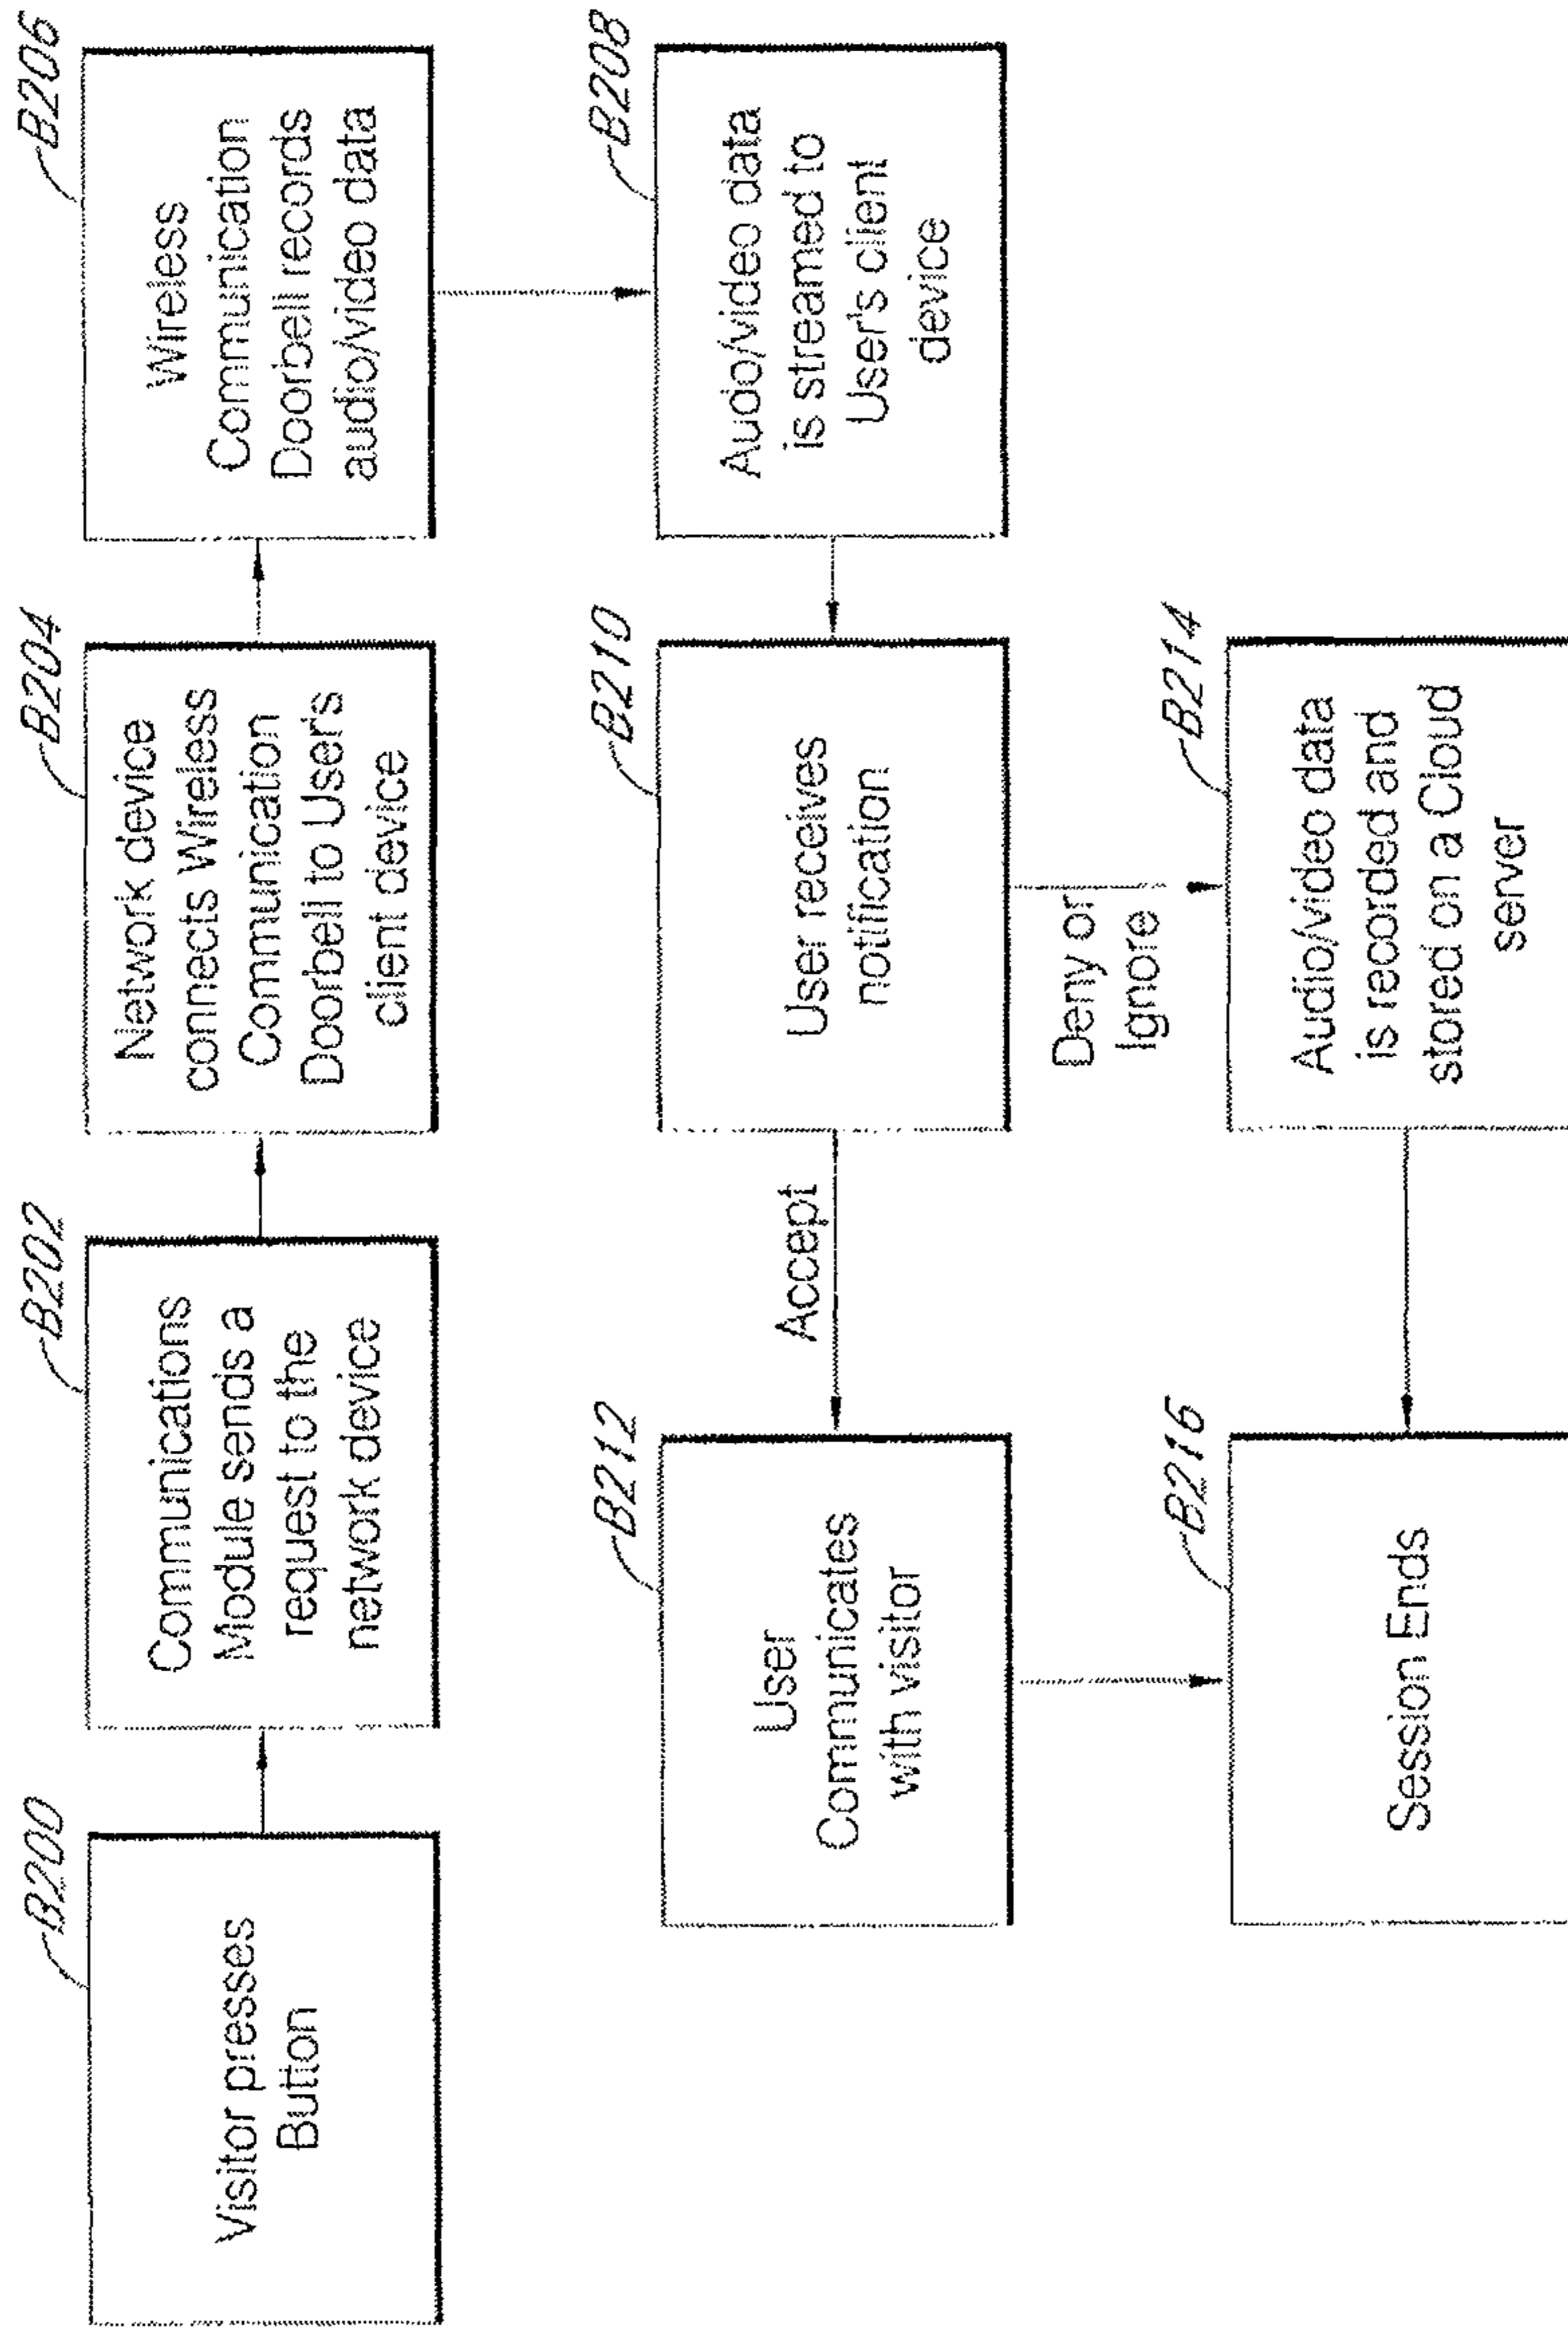 B200
Visitor presses
Button
B202
Communications
Module sends a
request to the
network device
B204
Network device
connects Wireless
Communication
Doorbell to User's
client device
B206
Wireless
Communication
Doorbell records
audio/video data
B208
Audo/video data
is streamed to
User's client
device
B210
User receives
notification
Accept
B212
User
Communicates
with visitor
Deny or
Ignore
B214
Audio/video data
is recorded and
stored on a Cloud
server
B216
Session Ends